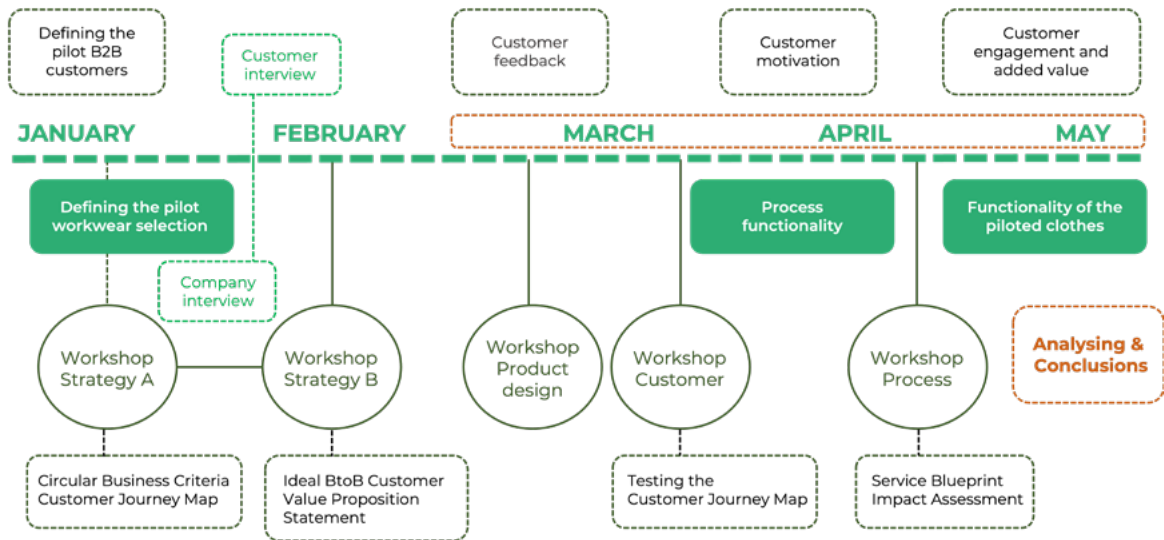 Defining the
pilot B2B
customers
Customer
interview
Customer
feedback
Customer
motivation
Customer
engagement and
added value
JANUARY
FEBRUARY
MARCH
APRIL
MAY
Defining the pilot
workwear selection
Process
functionality
Functionality of the
piloted clothes
Company
interview
Workshop
Strategy A
Workshop
Strategy B
Workshop
Product
design
Workshop
Customer
Workshop
Process
Analysing &
Conclusions
Circular Business Criteria
Customer Journey Map
Ideal BtoB Customer
Value Proposition
Statement
Testing the
Customer Journey Map
Service Blueprint
Impact Assessment